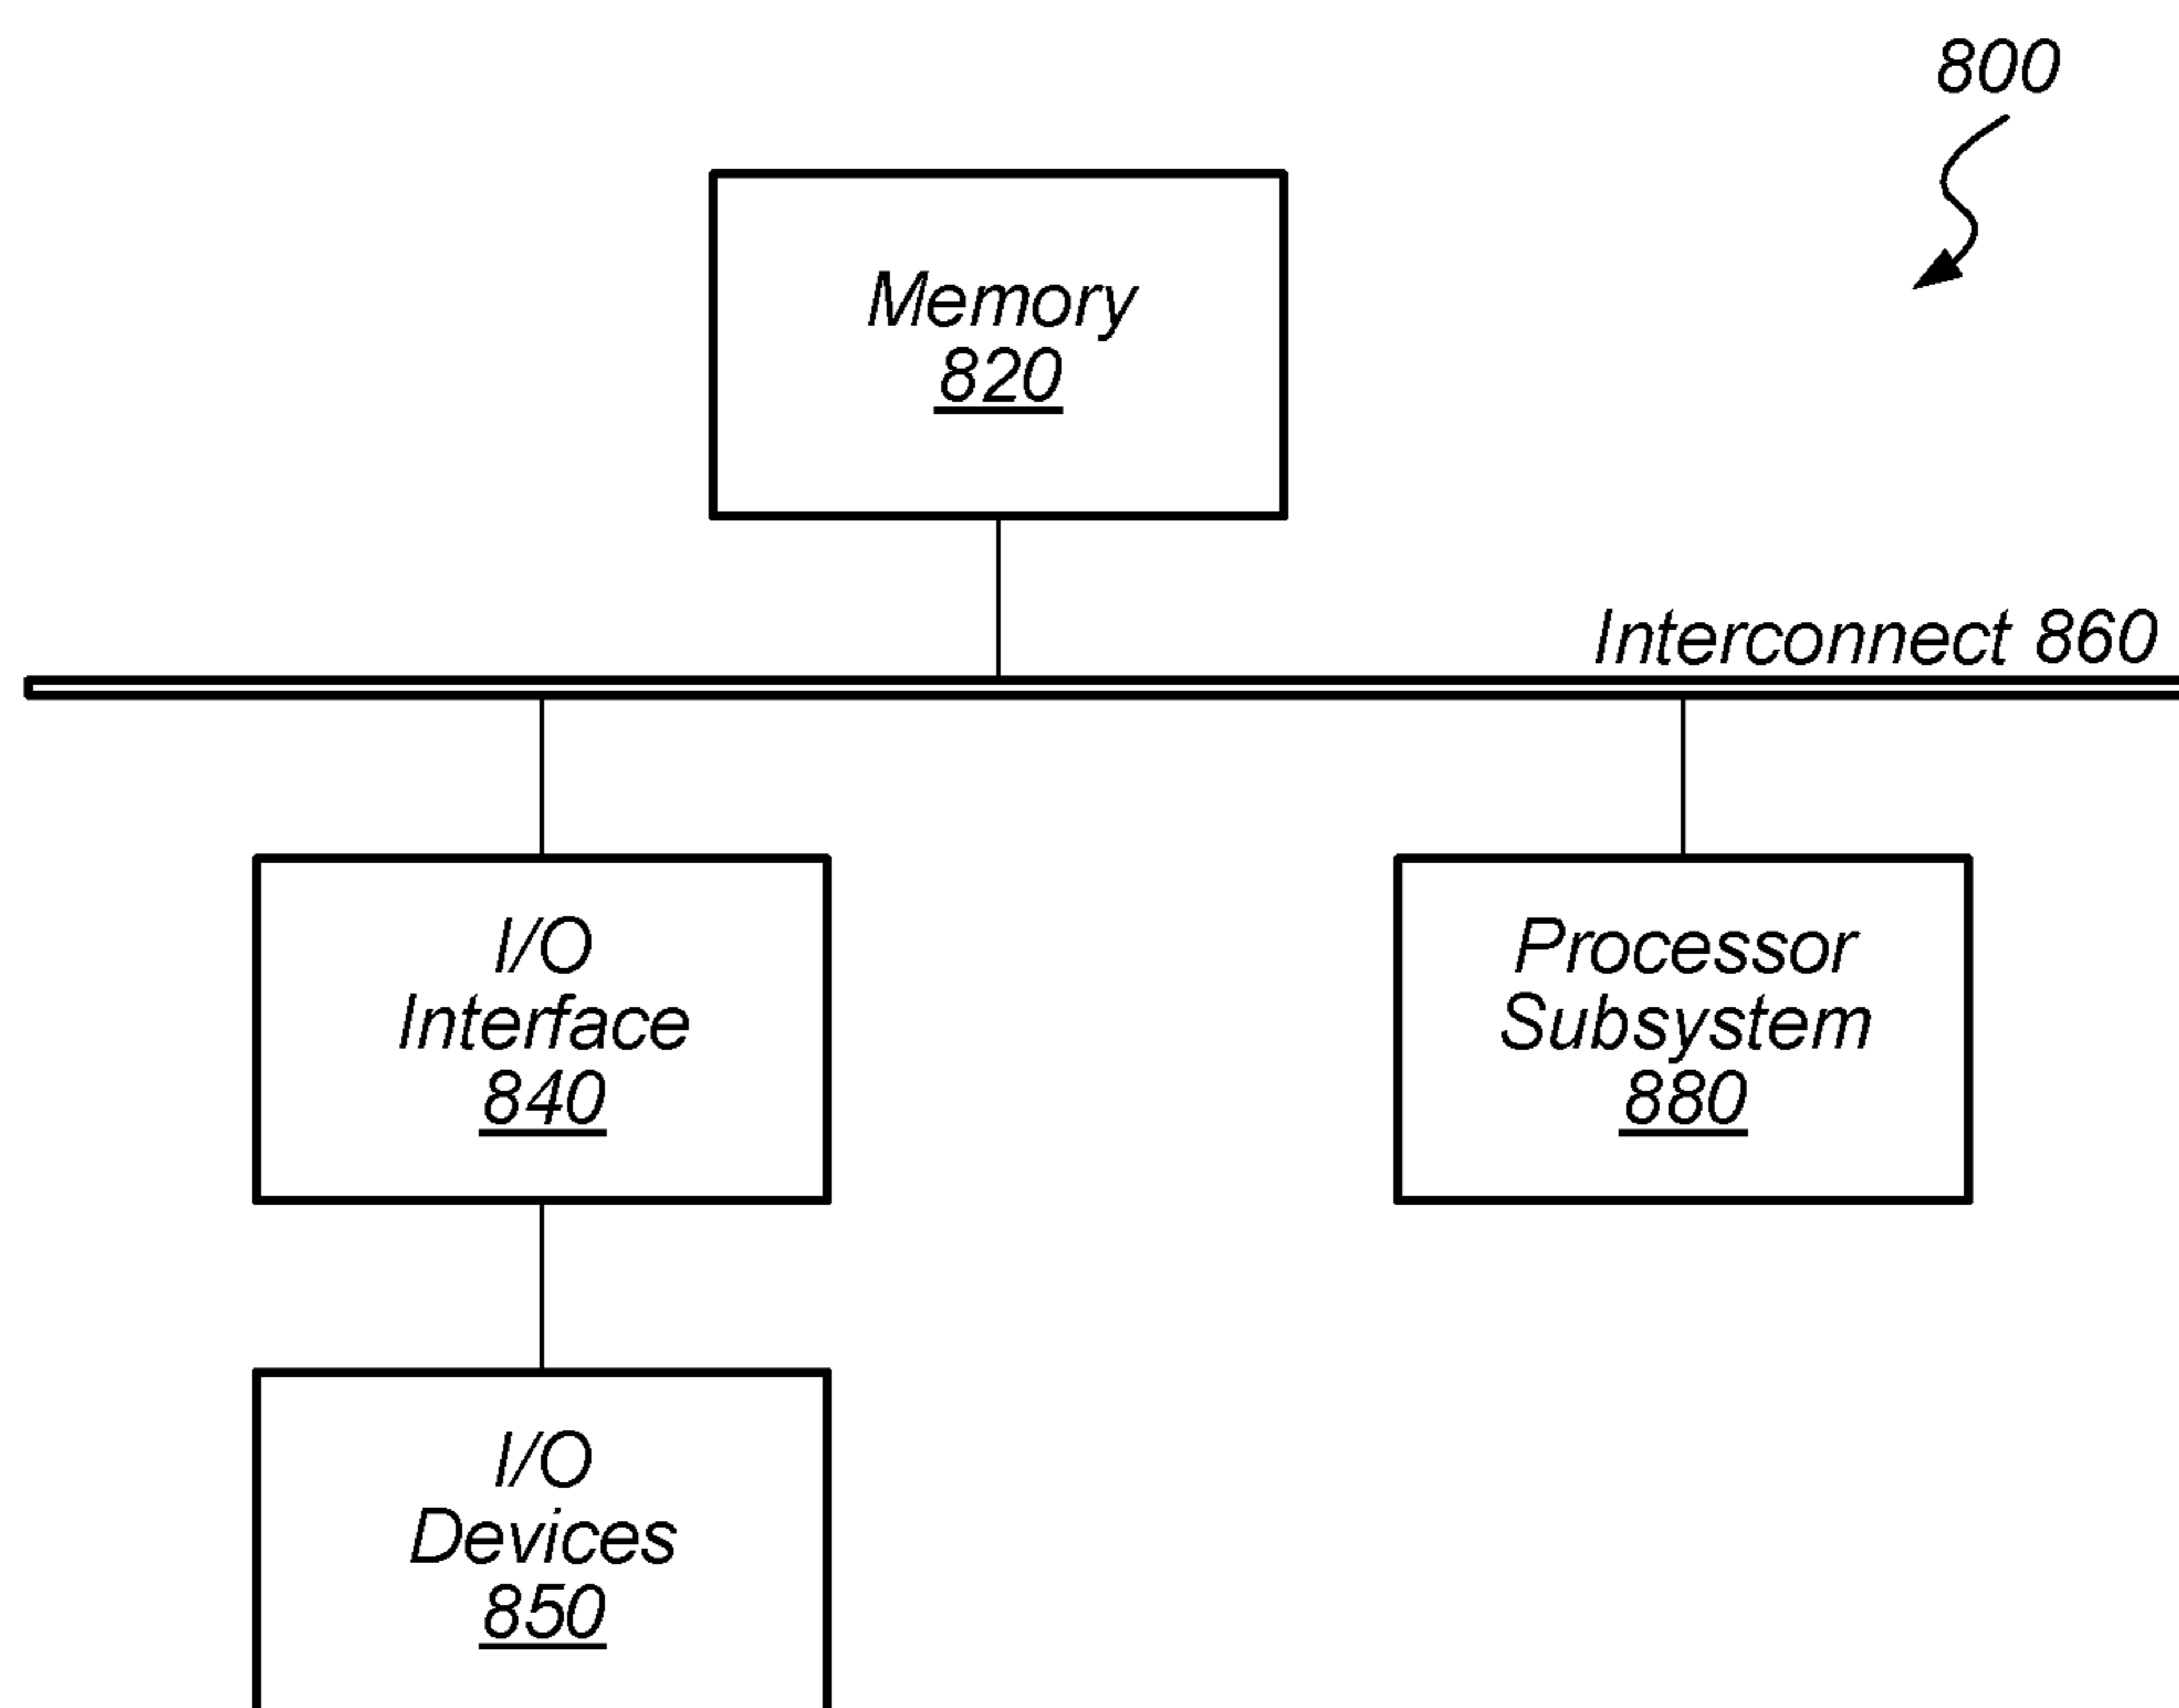 800
Memory
820
Interconnect 860
I/O
Interface
840
Processor
Subsystem
880
I/O
Devices
850